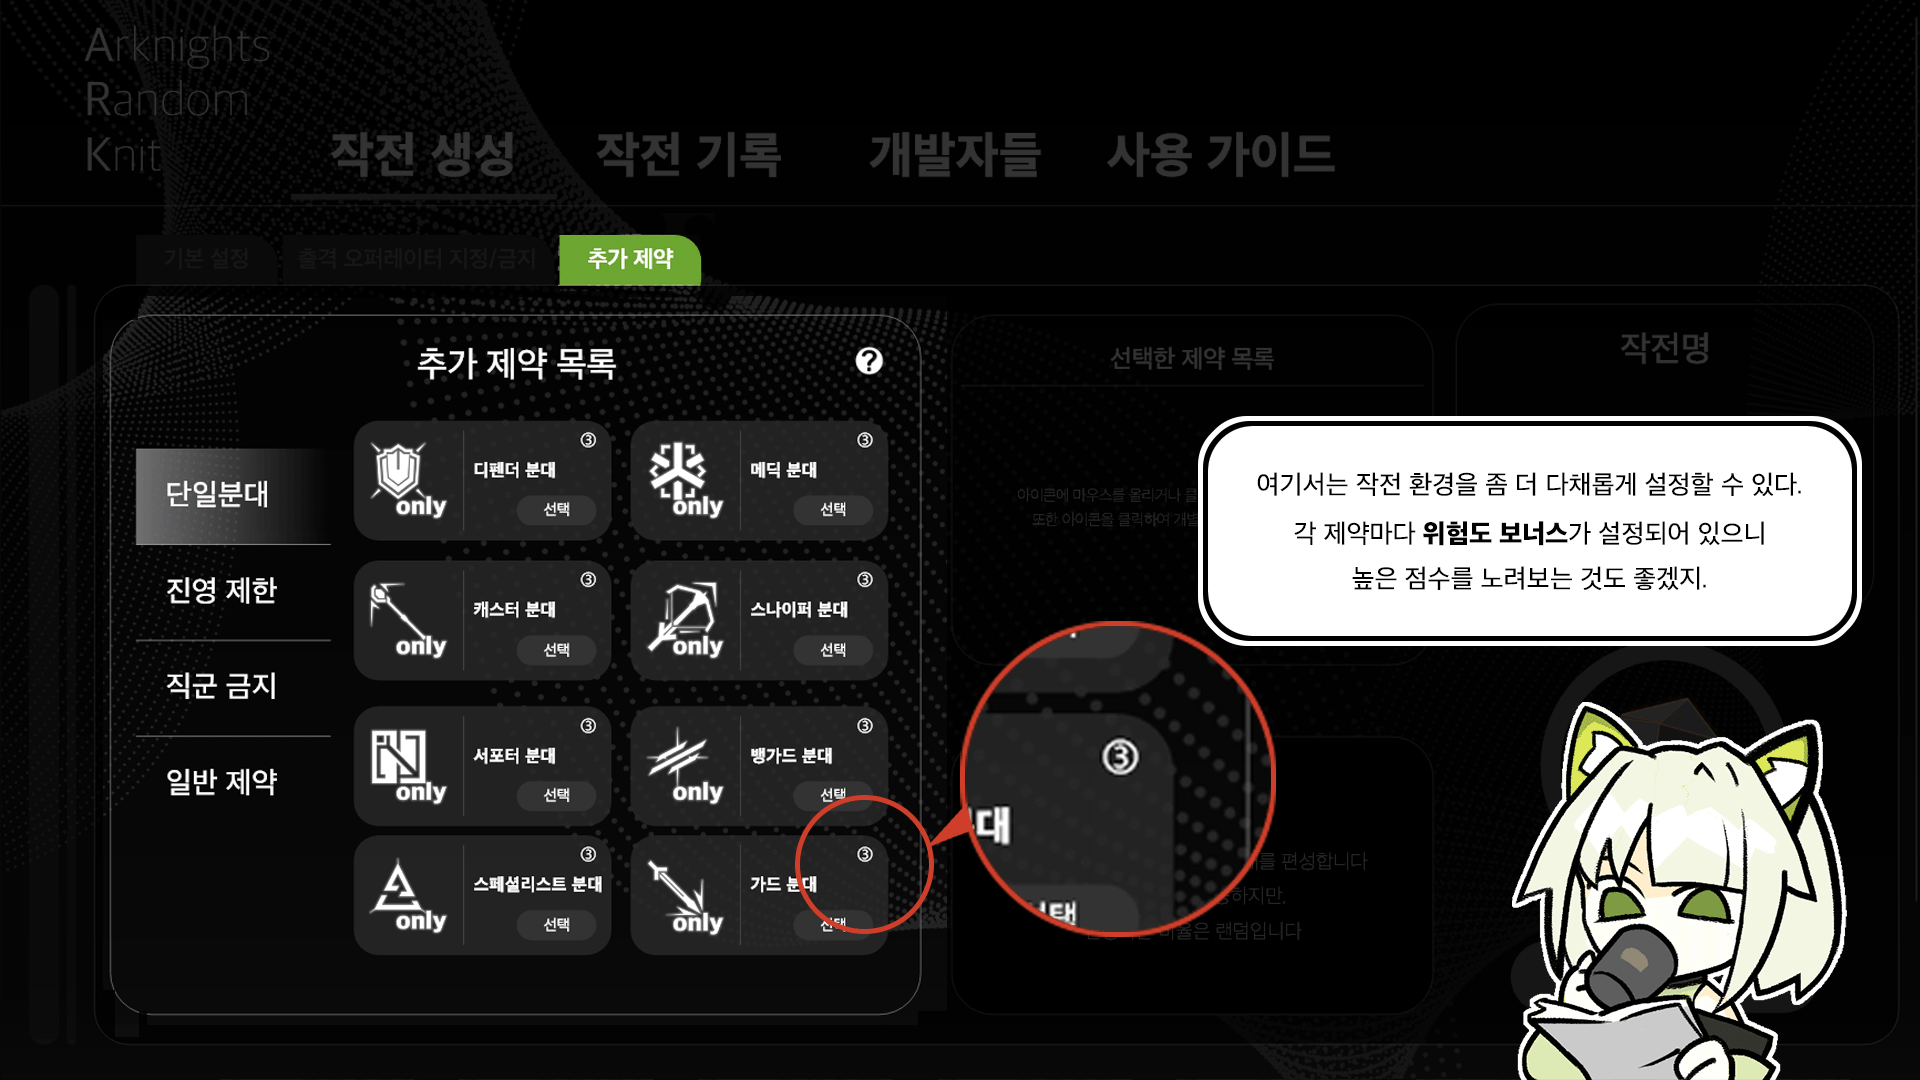 Arknights
Random
Knit
작전 생성
작전 기록
개발자들
사용 가이드
기본 설정
출격 오퍼레이터 지정/금지
추가 제약
추가 제약 목록
?
선택한 제약 목록
작전명
단일분대
진영 제한
직군 금지
일반 제약
③
디펜더 분대
only
선택
③
메딕 분대
only
선택
③
캐스터 분대
only
선택
③
스나이퍼 분대
only
선택
③
서포터 분대
only
선택
③
뱅가드 분대
only
선택
③
스페셜리스트 분대
only
선택
③
가드 분대
only
선택
아이콘에 마우스를 올리거나
또한 아이콘을 클릭하여
여기서는 작전 환경을 좀 더 다채롭게 설정할 수 있다.
각 제약마다 위험도 보너스가 설정되어 있으니
높은 점수를 노려보는 것도 좋겠지.
③
대
택
를 편성합니다
하지만,
율은 랜덤입니다